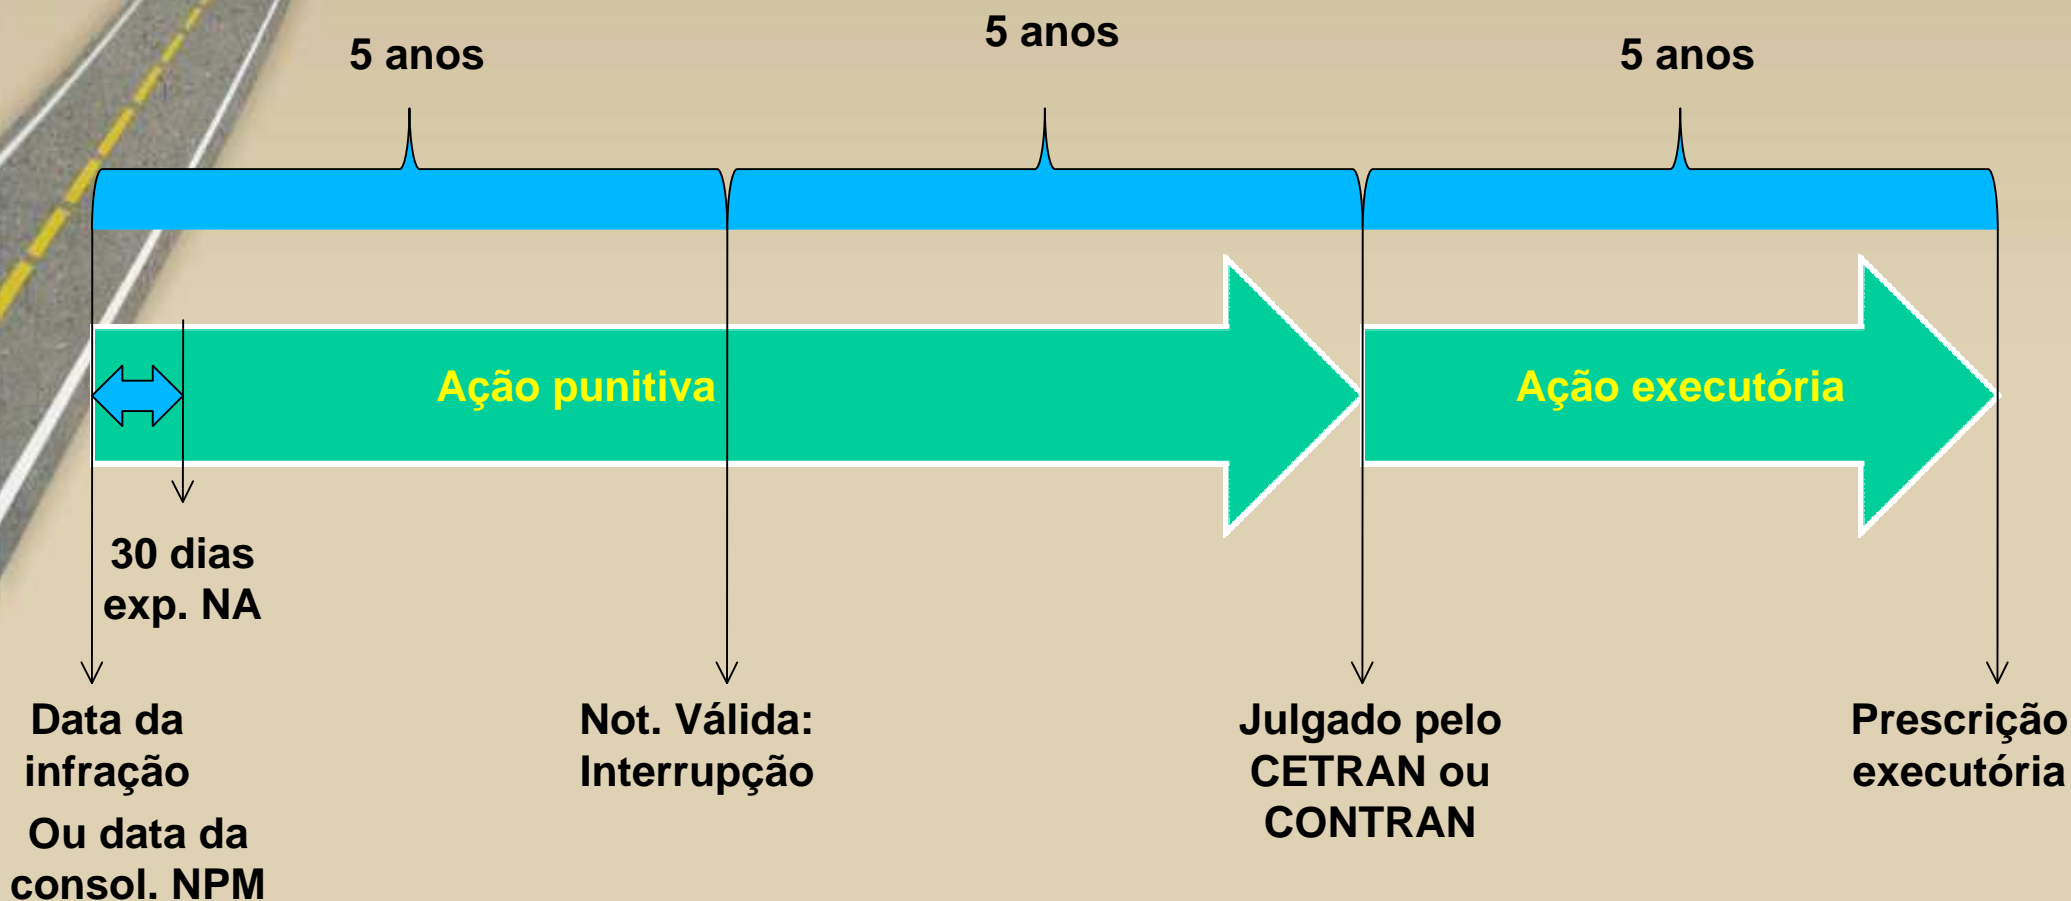 5 anos
5 anos
5 anos
Ação punitiva
Ação executória
30 dias
exp. NA
Data da
infração
Ou data da
consol. NPM
Not. Válida:
Interrupção
Julgado pelo
CETRAN ou
CONTRAN
Prescrição
executória